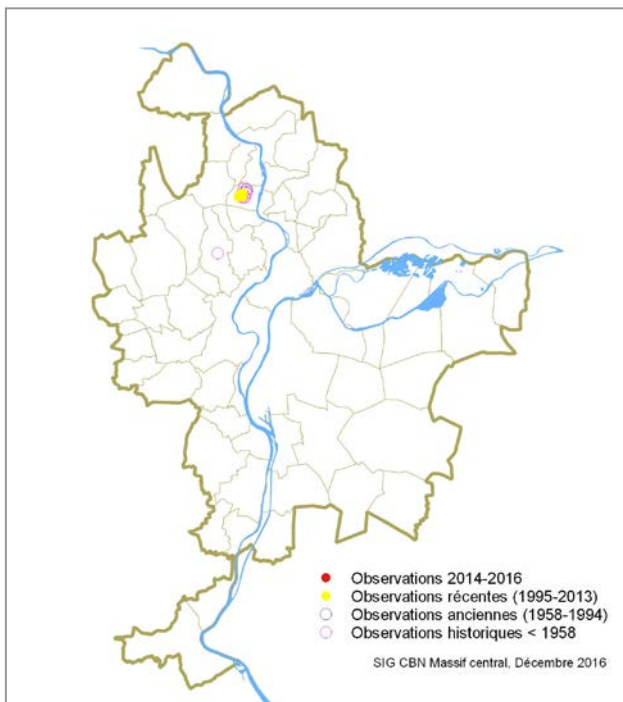 Observations 2014-2016
Observations récentes (1995-2013)
Observations anciennes (1958-1994)
Observations historiques < 1958
SIG CBN Massif central, Décembre 2016